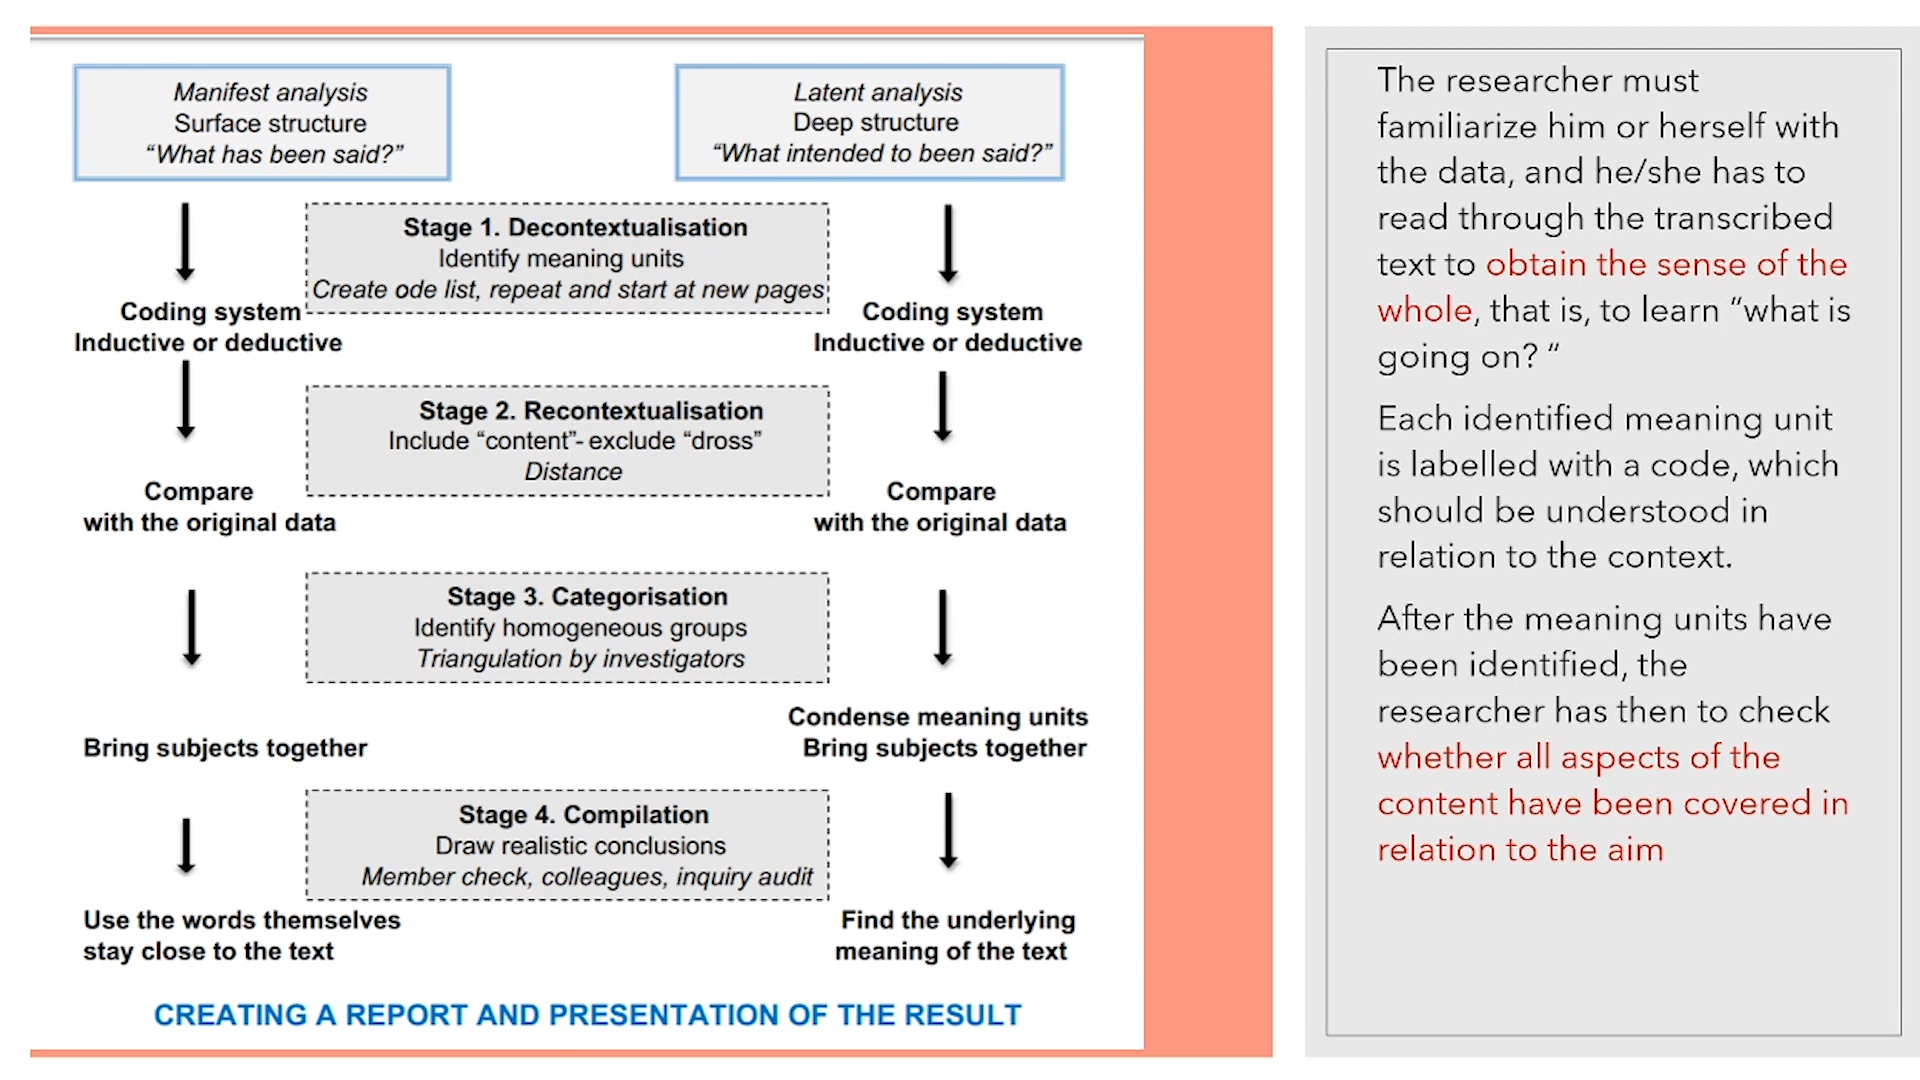 Manifest analysis
Surface structure
“What has been said?”
Latent analysis
Deep structure
“What intended to been said?”
Stage 1. Decontextualisation
Identify meaning units
Create ode list, repeat and start at new pages
Coding system
Inductive or deductive
Coding system
Inductive or deductive
Stage 2. Recontextualisation
Include “content”- exclude “dross”
Distance
Compare
with the original data
Compare
with the original data
Stage 3. Categorisation
Identify homogeneous groups
Triangulation by investigators
Bring subjects together
Condense meaning units
Bring subjects together
Stage 4. Compilation
Draw realistic conclusions
Member check, colleagues, inquiry audit
Use the words themselves
stay close to the text
Find the underlying
meaning of the text
CREATING A REPORT AND PRESENTATION OF THE RESULT
The researcher must
familiarize him or herself with
the data, and he/she has to
read through the transcribed
text to obtain the sense of the
whole, that is, to learn “what is
going on? “
Each identified meaning unit
is labelled with a code, which
should be understood in
relation to the context.
After the meaning units have
been identified, the
researcher has then to check
whether all aspects of the
content have been covered in
relation to the aim